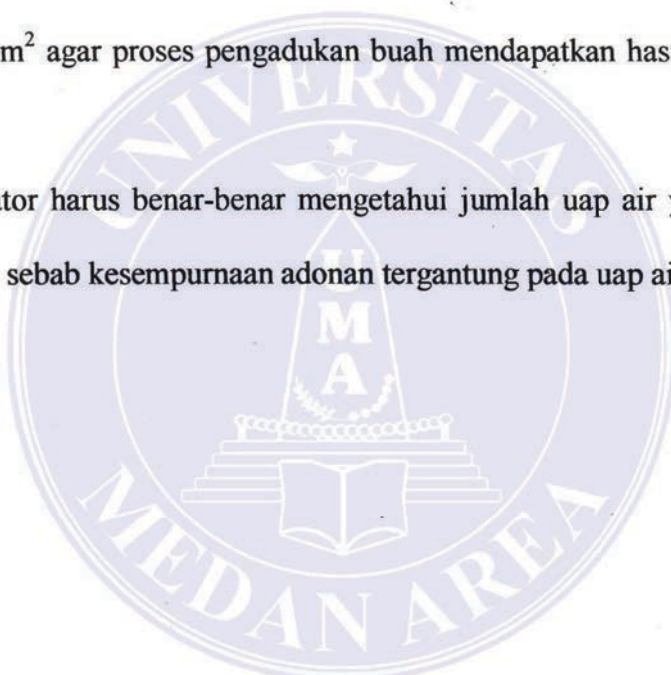 m² agar proses pengadukan buah mendapatkan has
tor harus benar-benar mengetahui jumlah uap air
sebab kesempurnaan adonan tergantung pada uap ai
UNIVERSITAS
UMA
MEDAN AREA